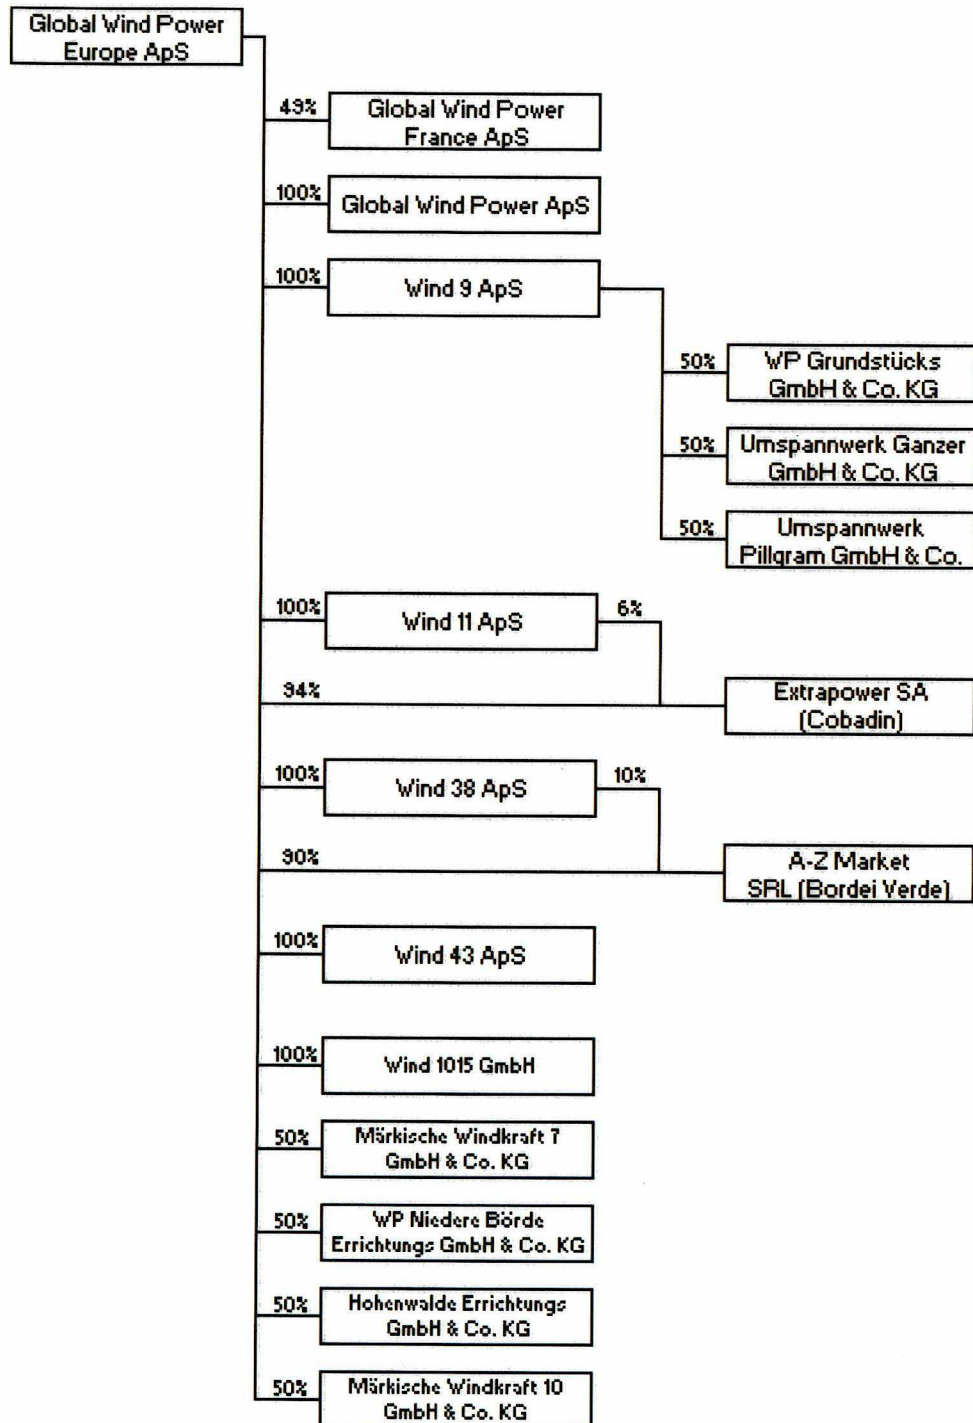 Global Wind Power
Europe ApS
49%
Global Wind Power
France ApS
100%
Global Wind Power ApS
100%
Wind 9 ApS
50%
WP Grundstücks
GmbH & Co. KG
50%
Umspannwerk Ganzer
GmbH & Co. KG
50%
Umspannwerk
Pillgram GmbH & Co.
100%
Wind 11 ApS
6%
94%
Extrapower SA
(Cobadin)
100%
Wind 38 ApS
10%
90%
A-Z Market
SRL (Bordei Verde)
100%
Wind 43 ApS
100%
Wind 1015 GmbH
50%
Märkische Windkraft 7
GmbH & Co. KG
50%
WP Niedere Börde
Errichtungs GmbH & Co. KG
50%
Hohenwalde Errichtungs
GmbH & Co. KG
50%
Märkische Windkraft 10
GmbH & Co. KG